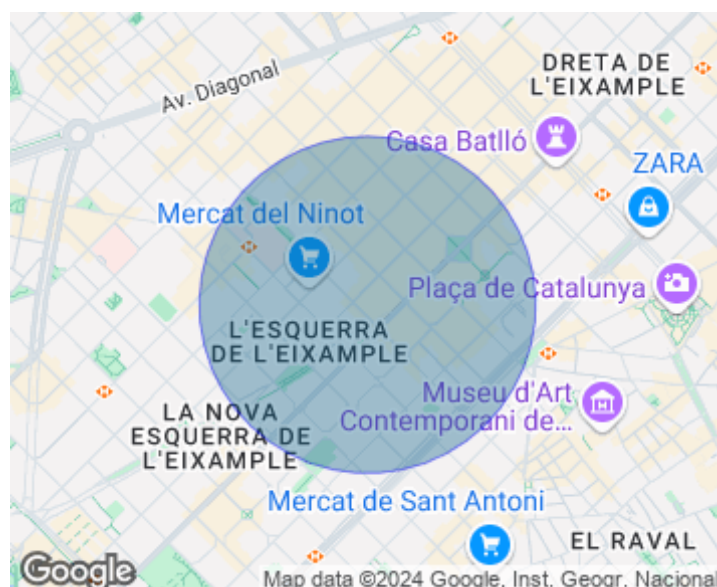 DRETA DE
L'EIXAMPLE
Av. Diagonal
Casa Batlló
ZARA
Mercat del Ninot
Plaça de Catalunya
L'ESQUERRA
DE L'EIXAMPLE
Museu d'Art
Contemporani de...
LA NOVA
ESQUERRA DE
L'EIXAMPLE
Mercat de Sant Antoni
EL RAVAL
Google
Map data ©2024 Google, Inst. Geogr. Nacional